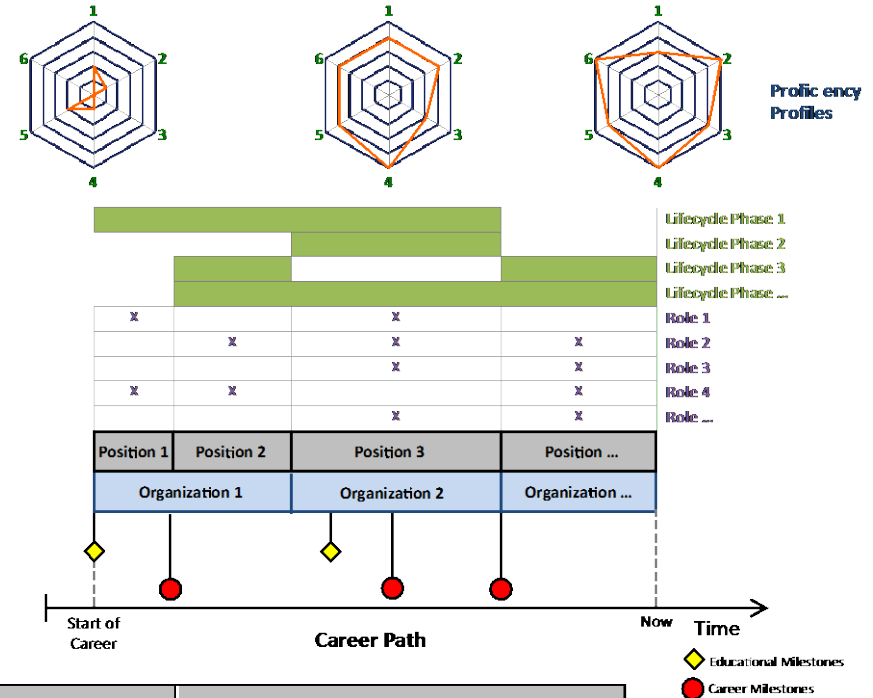 1
6 2
5 3
4
1
6 2
5 3
4
1
6 2
5 3
4
Profic ency
Profiles
Lifecycle Phase 1
Lifecycle Phase 2
Lifecycle Phase 3
Lifecycle Phase ...
X X Role 1
X X X Role 2
X X Role 3
X X X Role 4
X X Role ...
Position 1 Position 2 Position 3 Position ...
Organization 1 Organization 2 Organization ...
Start of
Career
Career Path
Now
Time
Educational Milestones
Career Milestones